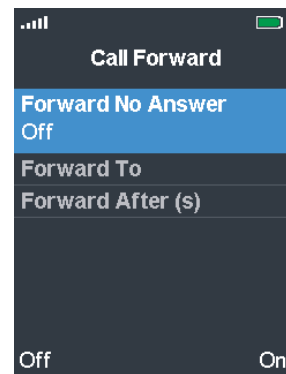 Call Forward
Forward No Answer
Off
Forward To
Forward After (s)
Off On